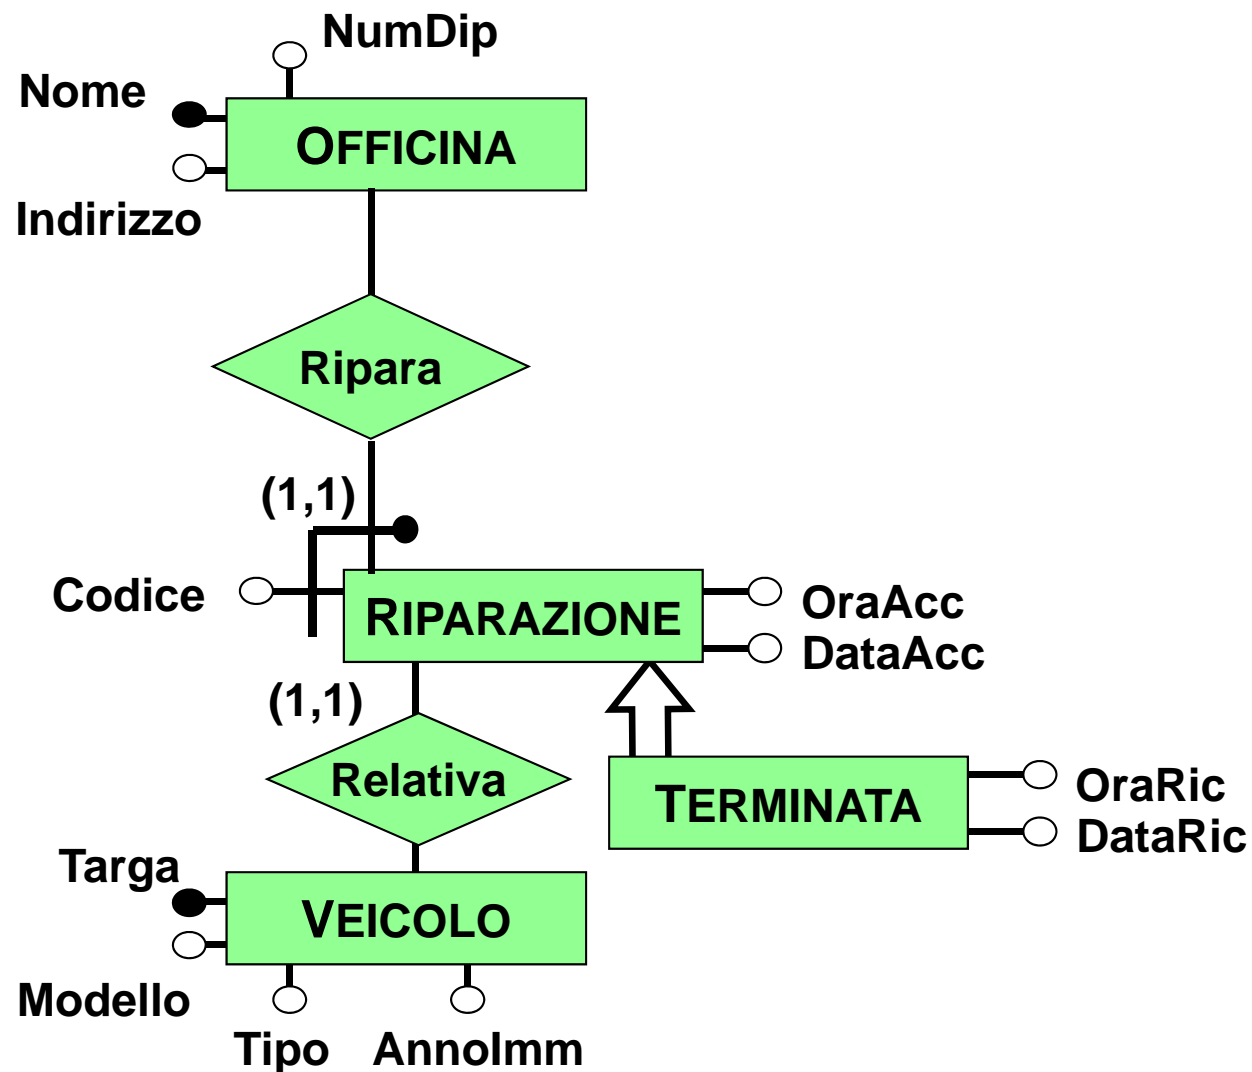 NumDip
Nome
OFFICINA
Indirizzo
Ripara
(1,1)
Codice
RIPARAZIONE
OraAcc
DataAcc
(1,1)
Relativa
TERMINATA
OraRic
DataRic
Targa
VEICOLO
Modello
Tipo
AnnoImm